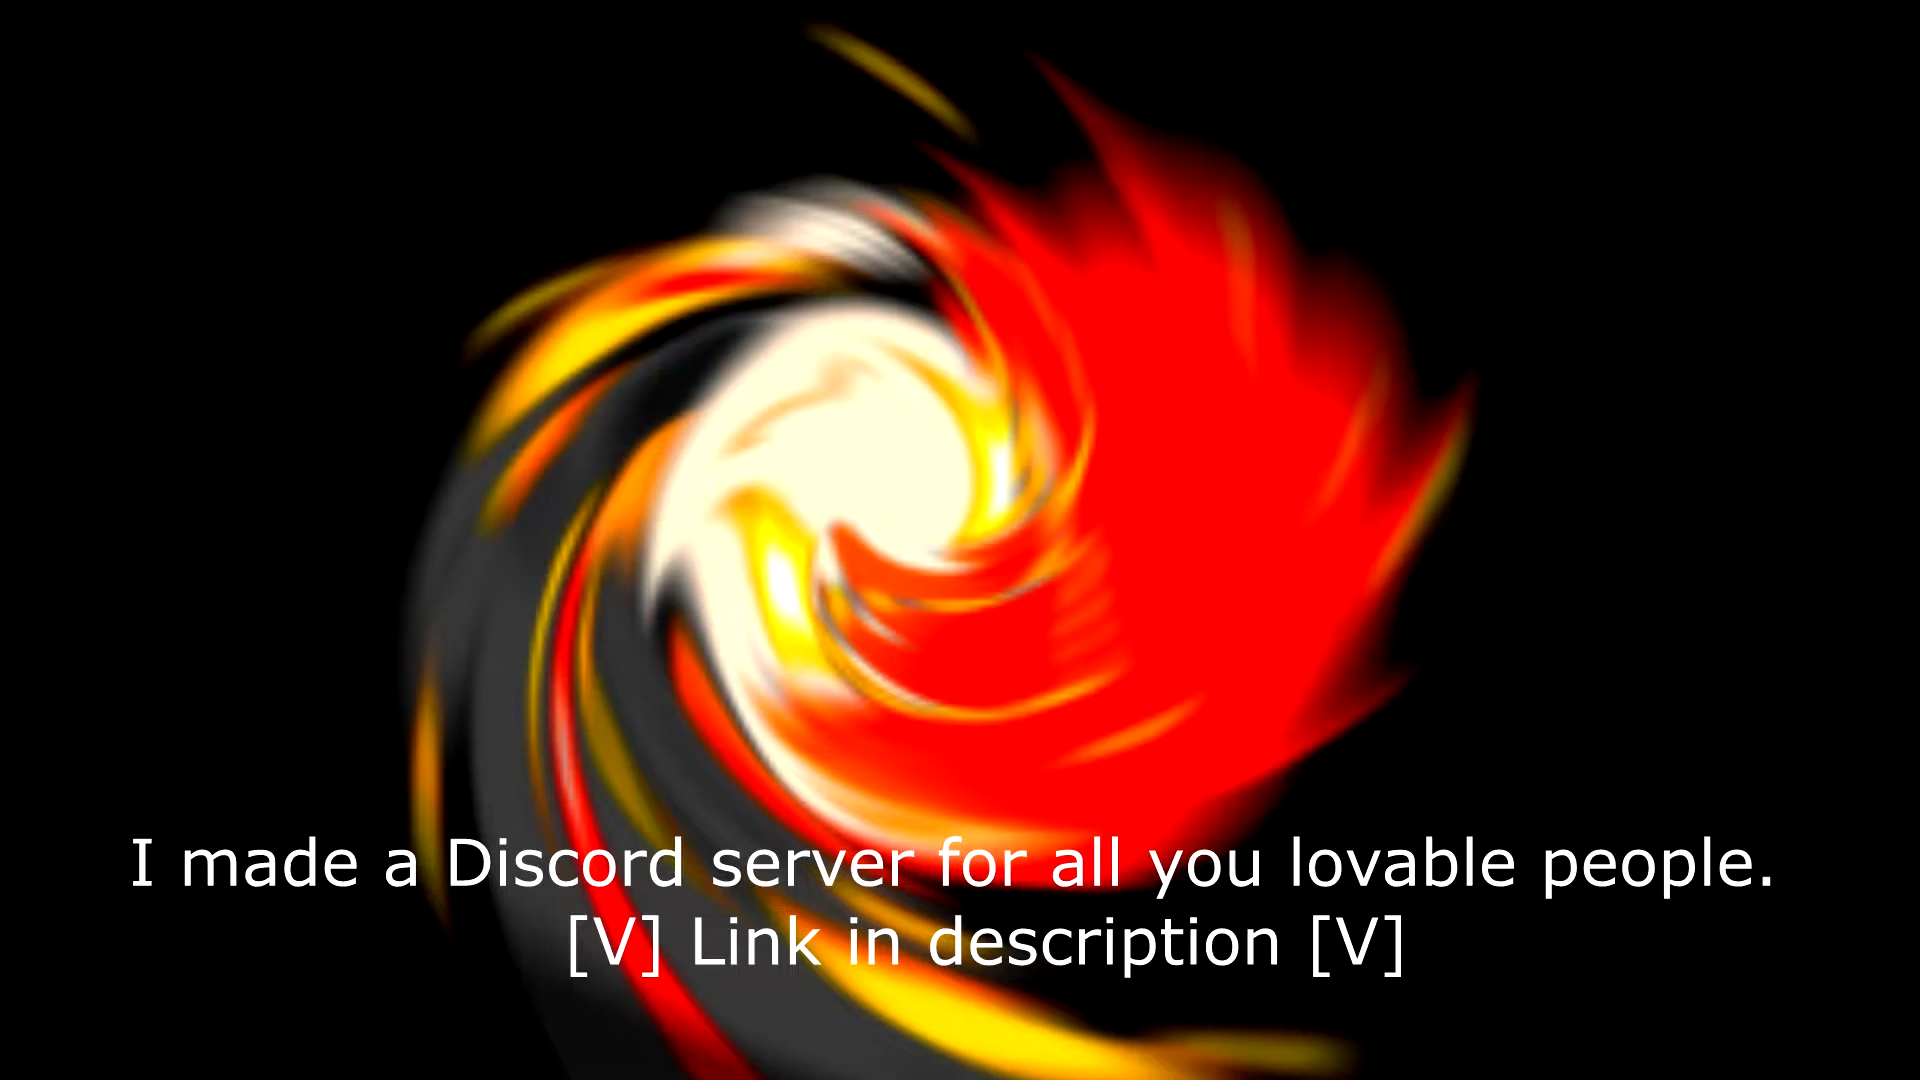 I made a Discord server for all you lovable people.
[V] Link in description [V]